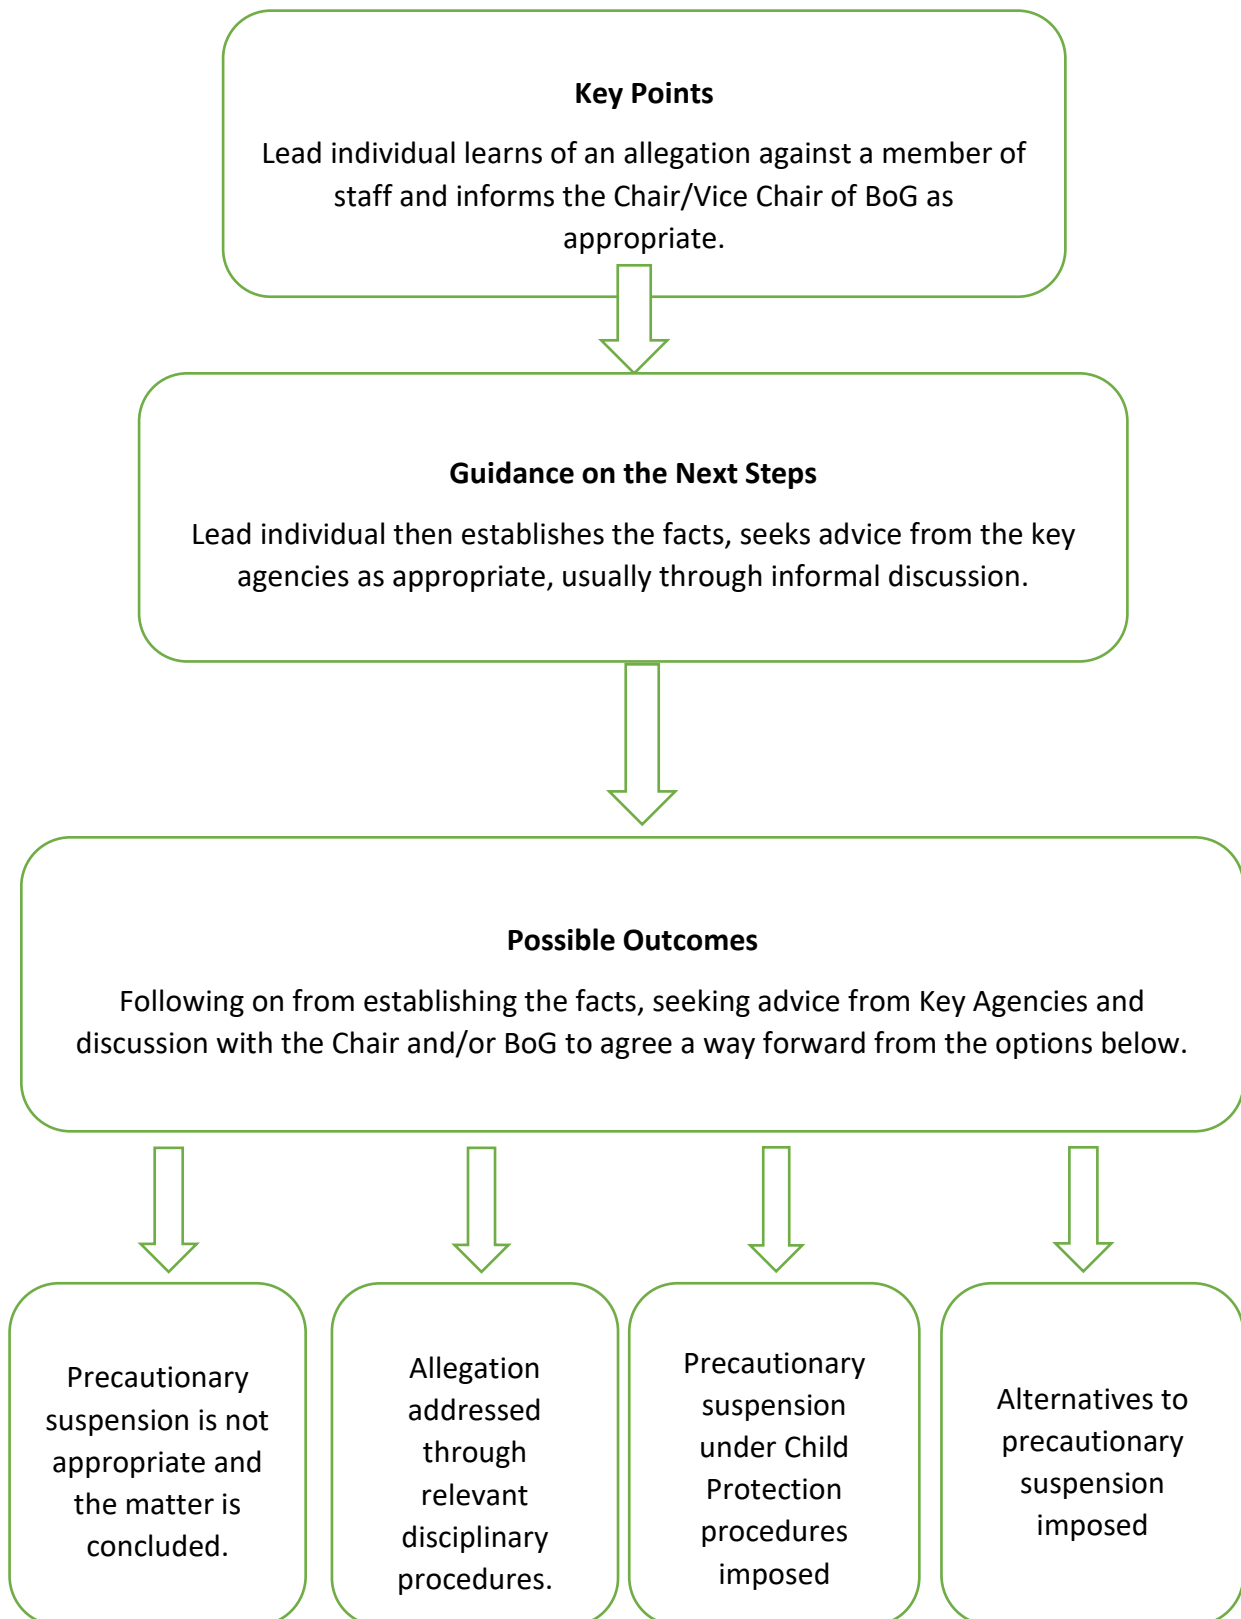 Key Points
Lead individual learns of an allegation against a member of
staff and informs the Chair/Vice Chair of BoG as
appropriate.
Guidance on the Next Steps
Lead individual then establishes the facts, seeks advice from the key
agencies as appropriate, usually through informal discussion.
Possible Outcomes
Following on from establishing the facts, seeking advice from Key Agencies and
discussion with the Chair and/or BoG to agree a way forward from the options below.
Precautionary
suspension is not
appropriate and
the matter is
concluded.
Allegation
addressed
through
relevant
disciplinary
procedures.
Precautionary
suspension
under Child
Protection
procedures
imposed
Alternatives to
precautionary
suspension
imposed